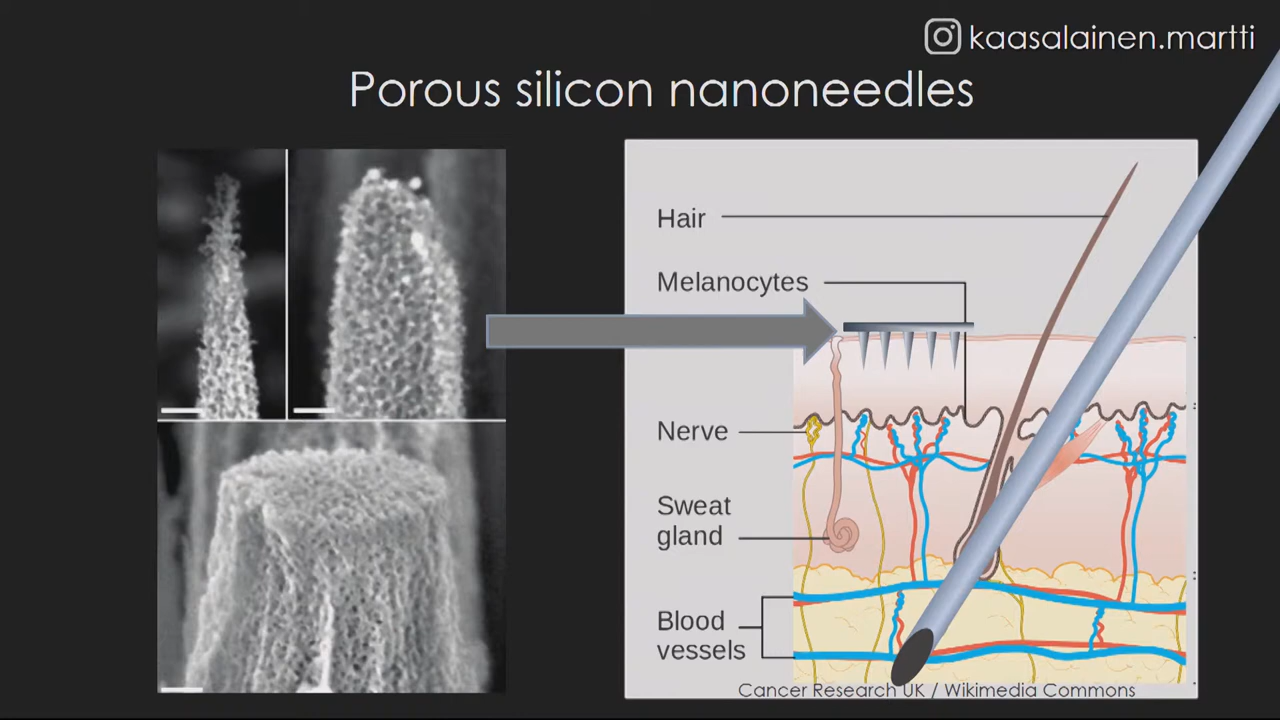 kaasalainen.martti
Porous silicon nanoneedles
Hair
Melanocytes
Nerve
Sweat
gland
Blood
vessels
Cancer Research UK / Wikimedia Commons